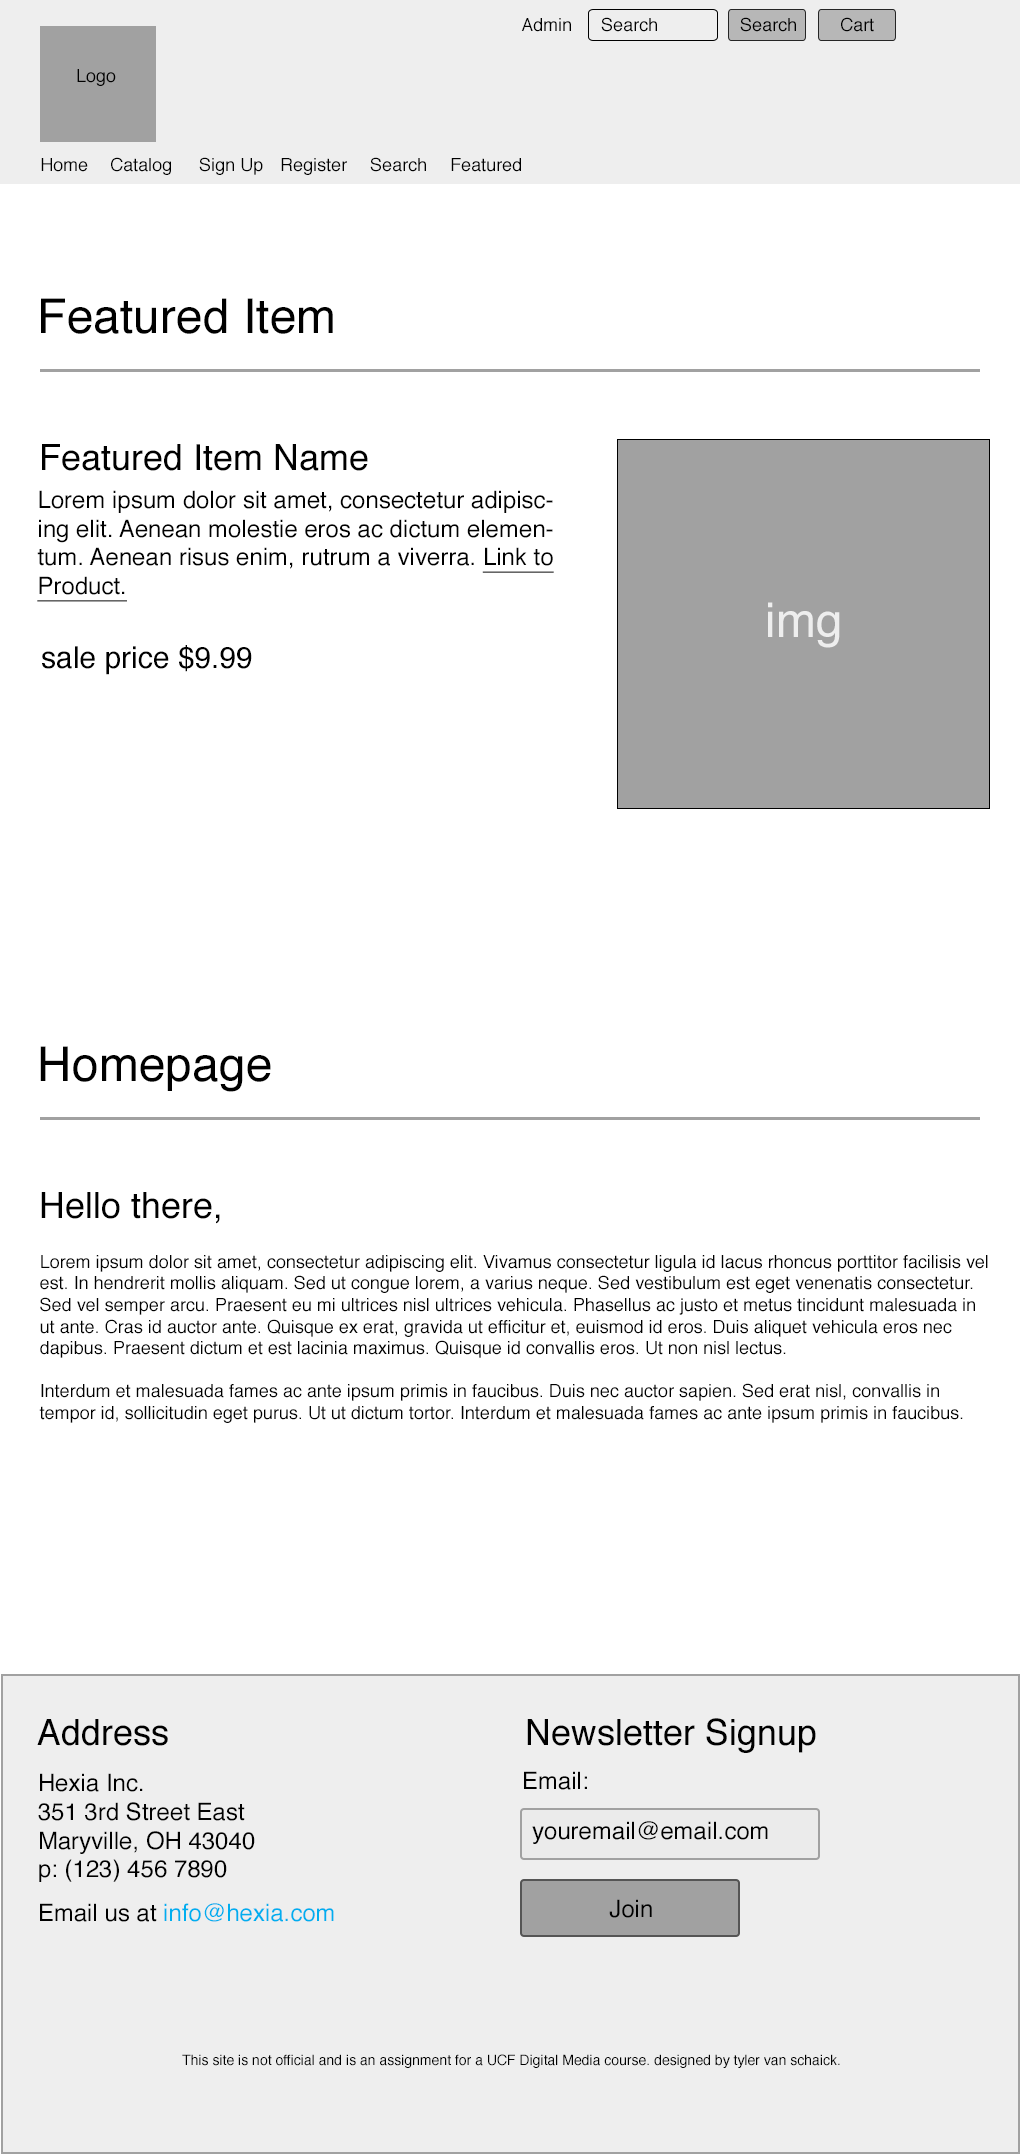 Admin
Search
Search
Cart
Logo
Home
Catalog
Sign Up
Register
Search
Featured
Featured Item
Featured Item Name
Lorem ipsum dolor sit amet, consectetur adipisc-
ing elit. Aenean molestie eros ac dictum elemen-
tum. Aenean risus enim, rutrum a viverra. Link to
Product.
sale price $9.99
img
Homepage
Hello there,
Lorem ipsum dolor sit amet, consectetur adipiscing elit. Vivamus consectetur ligula id lacus rhoncus porttitor facilisis vel
est. In hendrerit mollis aliquam. Sed ut congue lorem, a varius neque. Sed vestibulum est eget venenatis consectetur.
Sed vel semper arcu. Praesent eu mi ultrices nisl ultrices vehicula. Phasellus ac justo et metus tincidunt malesuada in
ut ante. Cras id auctor ante. Quisque ex erat, gravida ut efficitur et, euismod id eros. Duis aliquet vehicula eros nec
dapibus. Praesent dictum et est lacinia maximus. Quisque id convallis eros. Ut non nisl lectus.
Interdum et malesuada fames ac ante ipsum primis in faucibus. Duis nec auctor sapien. Sed erat nisl, convallis in
tempor id, sollicitudin eget purus. Ut ut dictum tortor. Interdum et malesuada fames ac ante ipsum primis in faucibus.
Address
Hexia Inc.
351 3rd Street East
Maryville, OH 43040
p: (123) 456 7890
Email us at info@hexia.com
Newsletter Signup
Email:
youremail@email.com
Join
This site is not official and is an assignment for a UCF Digital Media course. designed by tyler van schaick.